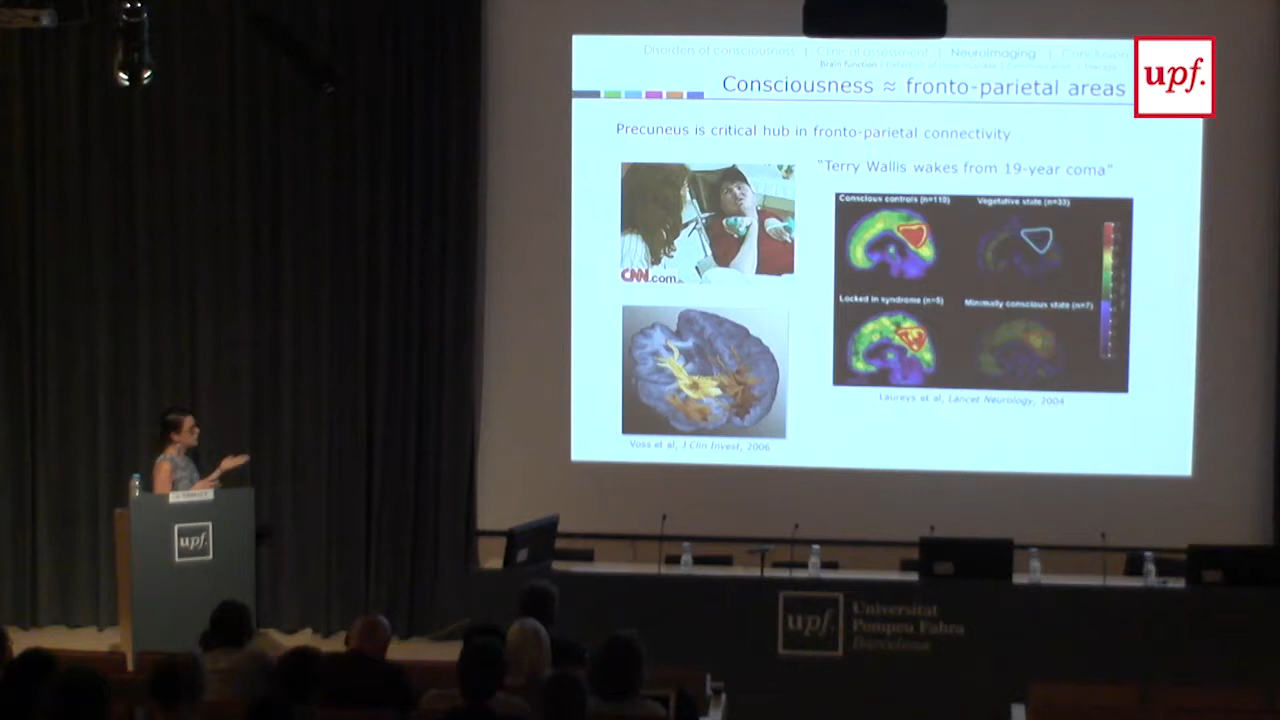 Disorders of consciousness | Clinical assessment | Neuroimaging | Conclusion
Brain function
upf.
Consciousness ≈ fronto-parietal areas
Precuneus is critical hub in fronto-parietal connectivity
"Terry Wallis wakes from 19-year coma"
Conscious controls (n=110)
Vegetative state (n=33)
CNN.com
Locked in syndrome (n=5)
Minimally conscious state (n=7)
Laureys et al, Lancet Neurology, 2004
Voss et al, J Clin Invest, 2006
upf.
upf.
Universitat
Pompeu Fabra
Barcelona